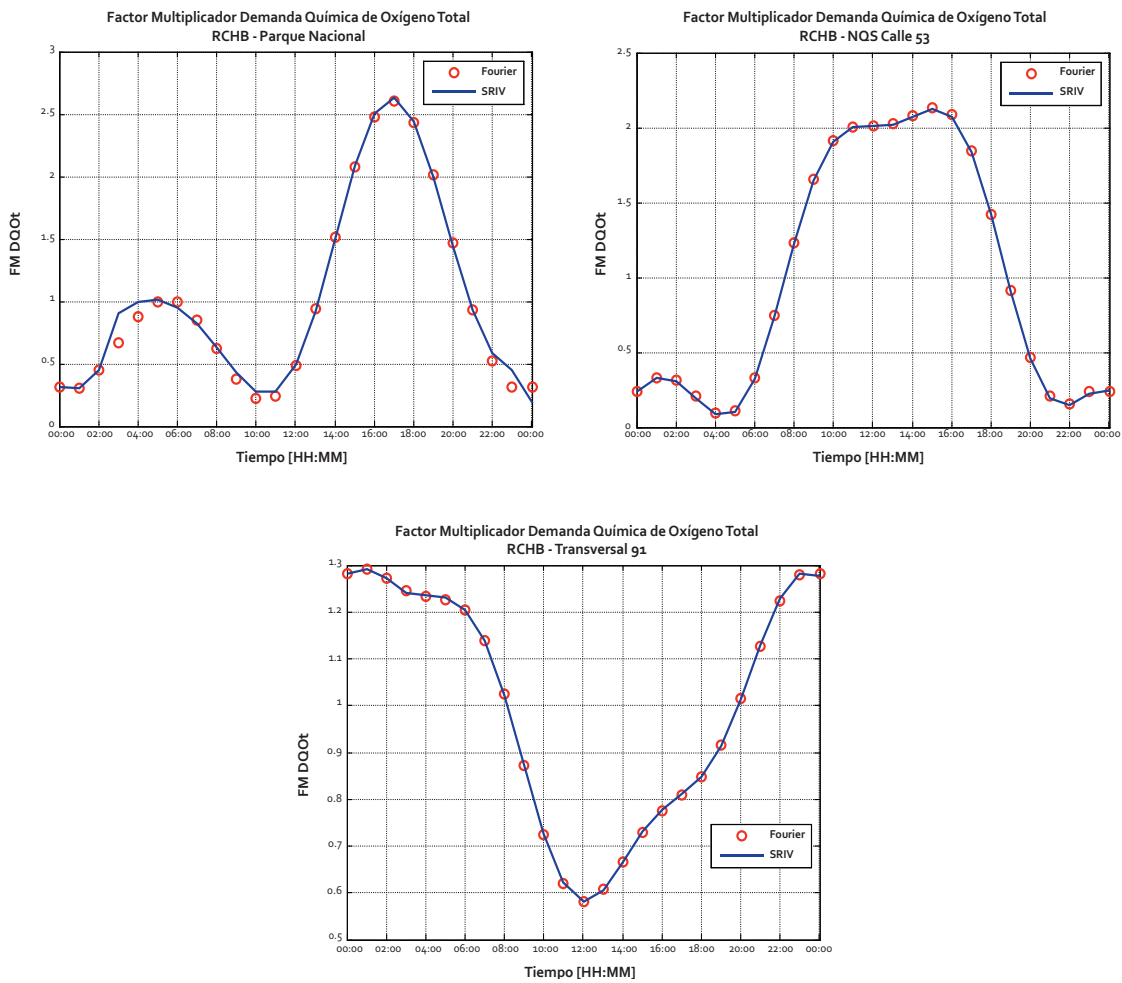 Factor Multiplicador Demanda Química de Oxígeno Total
RCHB - Parque Nacional
3
2.5
2
1.5
1
0.5
0
FM DQOt
Fourier
SRIV
00:00 02:00 04:00 06:00 08:00 10:00 12:00 14:00 16:00 18:00 20:00 22:00 00:00
Tiempo [HH:MM]
Factor Multiplicador Demanda Química de Oxígeno Total
RCHB - NQS Calle 53
2.5
2
1.5
1
0.5
0
FM DQOt
Fourier
SRIV
00:00 02:00 04:00 06:00 08:00 10:00 12:00 14:00 16:00 18:00 20:00 22:00 00:00
Tiempo [HH:MM]
Factor Multiplicador Demanda Química de Oxígeno Total
RCHB - Transversal 91
1.3
1.2
1.1
1
0.9
0.8
0.7
0.6
0.5
FM DQOt
Fourier
SRIV
00:00 02:00 04:00 06:00 08:00 10:00 12:00 14:00 16:00 18:00 20:00 22:00 00:00
Tiempo [HH:MM]